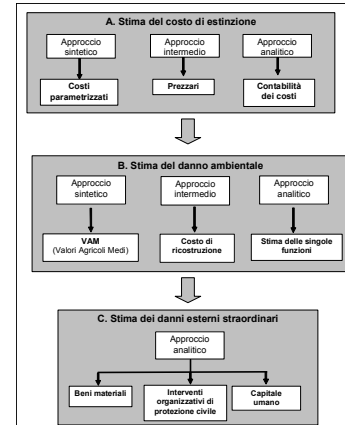 A. Stima del costo di estinzione
Approccio
sintetico
Approccio
intermedio
Approccio
analitico
Costi
parametrizzati
Prezzari
Contabilità
dei costi
B. Stima del danno ambientale
Approccio
sintetico
Approccio
intermedio
Approccio
analitico
VAM
(Valori Agricoli Medi)
Costo di
ricostruzione
Stima delle singole
funzioni
C. Stima dei danni esterni straordinari
Approccio
analitico
Beni materiali
Interventi
organizzativi di
protezione civile
Capitale
umano